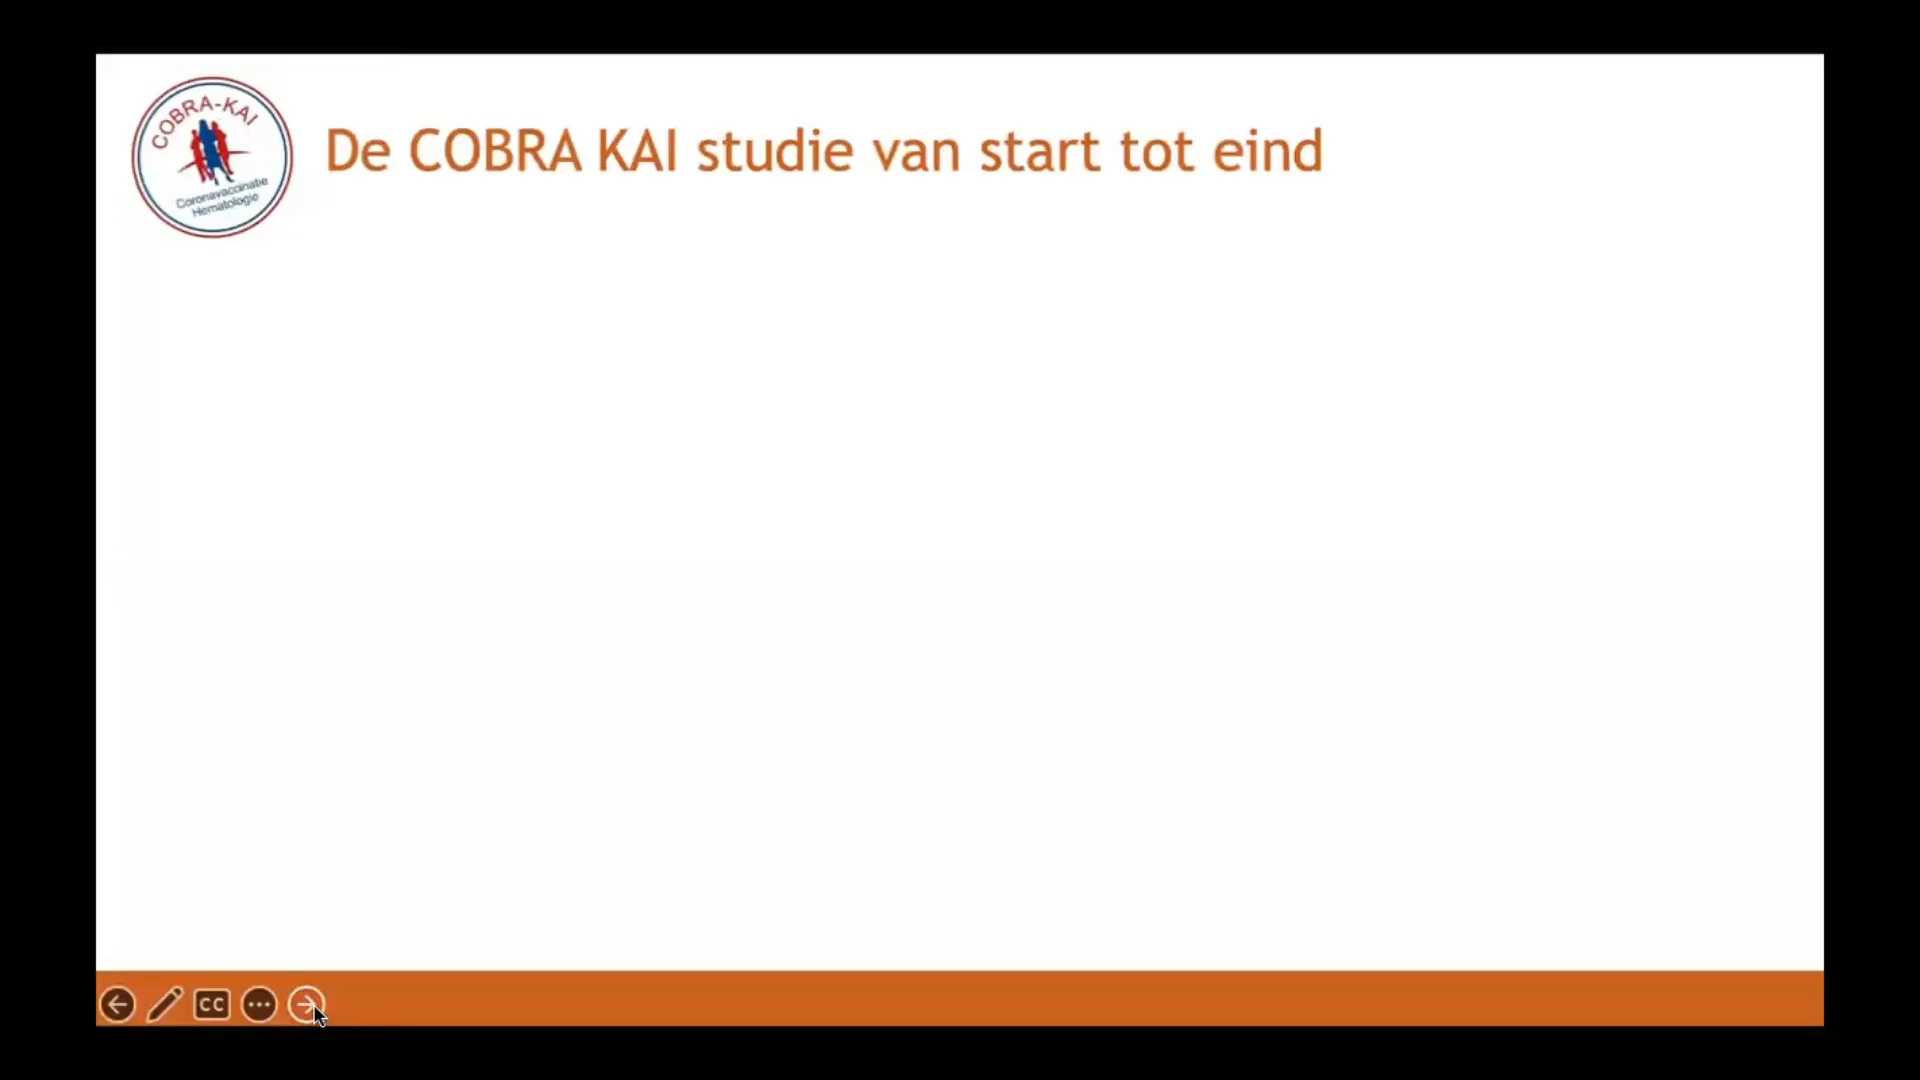 COBRA-KAI
Coronavaccinatie
Hematologie
De COBRA KAI studie van start tot eind
CC